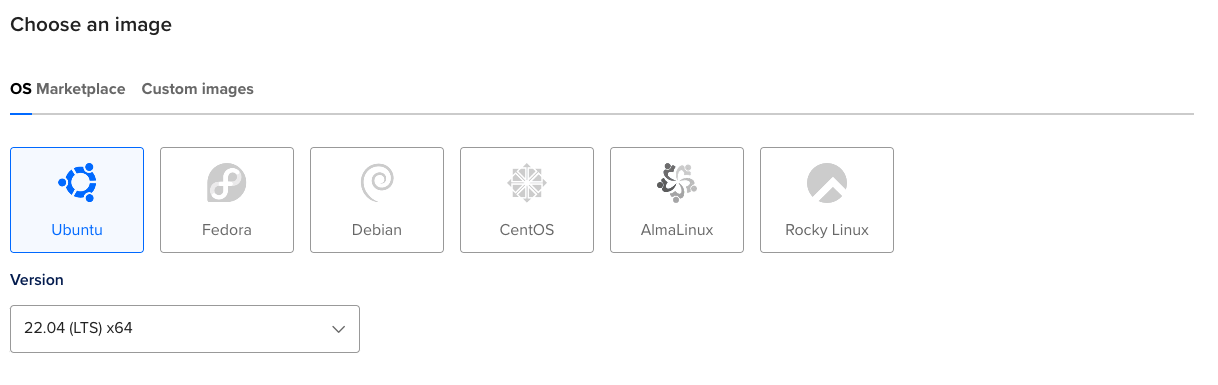 Choose an image
OS Marketplace Custom images
Ubuntu Fedora Debian CentOS AlmaLinux Rocky Linux
Version
22.04 (LTS) x64